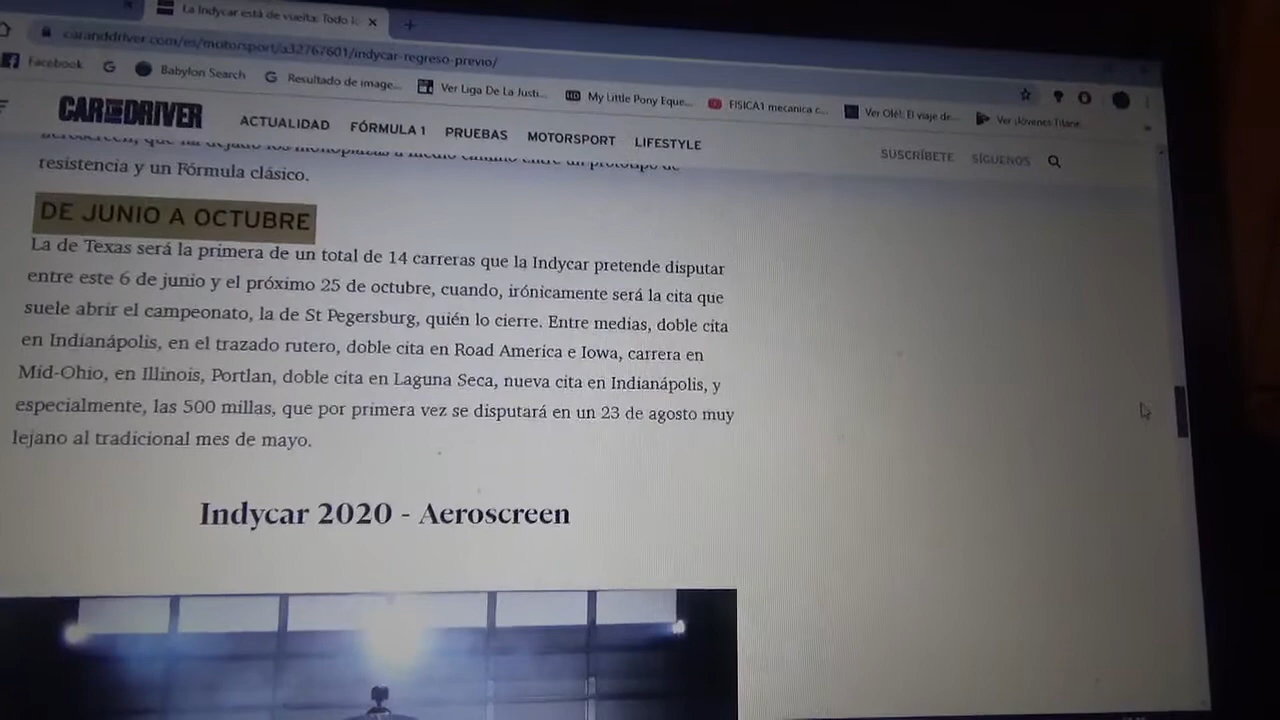 La Indycar está de vuelta: Todo l
caranddriver.com/es/motorsport/a32767601/indycar-regreso-previo/
Facebook
G
Babylon Search
G Resultado de image...
Ver Liga De La Justi...
HD My Little Pony Eque...
FISICA1 mecanica c...
Ver Olé!: El viaje de...
Ver Jóvenes Titane
CAR AND DRIVER
ACTUALIDAD FÓRMULA 1 PRUEBAS MOTORSPORT LIFESTYLE
SUSCRÍBETE SÍGUENOS
resistencia y un Fórmula clásico.
DE JUNIO A OCTUBRE
La de Texas será la primera de un total de 14 carreras que la Indycar pretende disputar
entre este 6 de junio y el próximo 25 de octubre, cuando, irónicamente será la cita que
suele abrir el campeonato, la de St Pegersburg, quién lo cierre. Entre medias, doble cita
en Indianápolis, en el trazado rutero, doble cita en Road America e Iowa, carrera en
Mid-Ohio, en Illinois, Portlan, doble cita en Laguna Seca, nueva cita en Indianápolis, y
especialmente, las 500 millas, que por primera vez se disputará en un 23 de agosto muy
lejano al tradicional mes de mayo.
Indycar 2020 - Aeroscreen